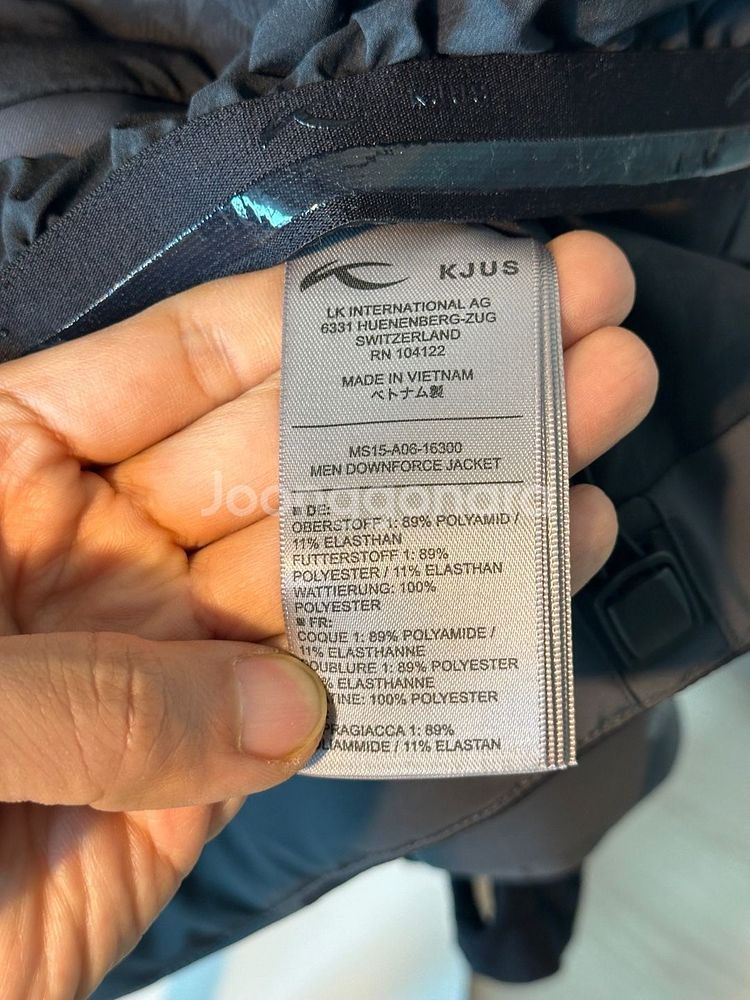 KJUS
KJUS
LK INTERNATIONAL AG
6331 HUENENBERG-ZUG
SWITZERLAND
RN 104122
MADE IN VIETNAM
ベトナム製
MS15-A06-16300
MEN DOWNFORCE JACKET
DE:
OBERSTOFF 1: 89% POLYAMID /
11% ELASTHAN
FUTTERSTOFF 1: 89%
POLYESTER / 11% ELASTHAN
WATTIERUNG: 100%
POLYESTER
FR:
COQUE 1: 89% POLYAMIDE /
11% ELASTHANNE
DOUBLURE 1: 89% POLYESTER
ELASTHANNE
100% POLYESTER
1: 89%
/ 11% ELASTAN